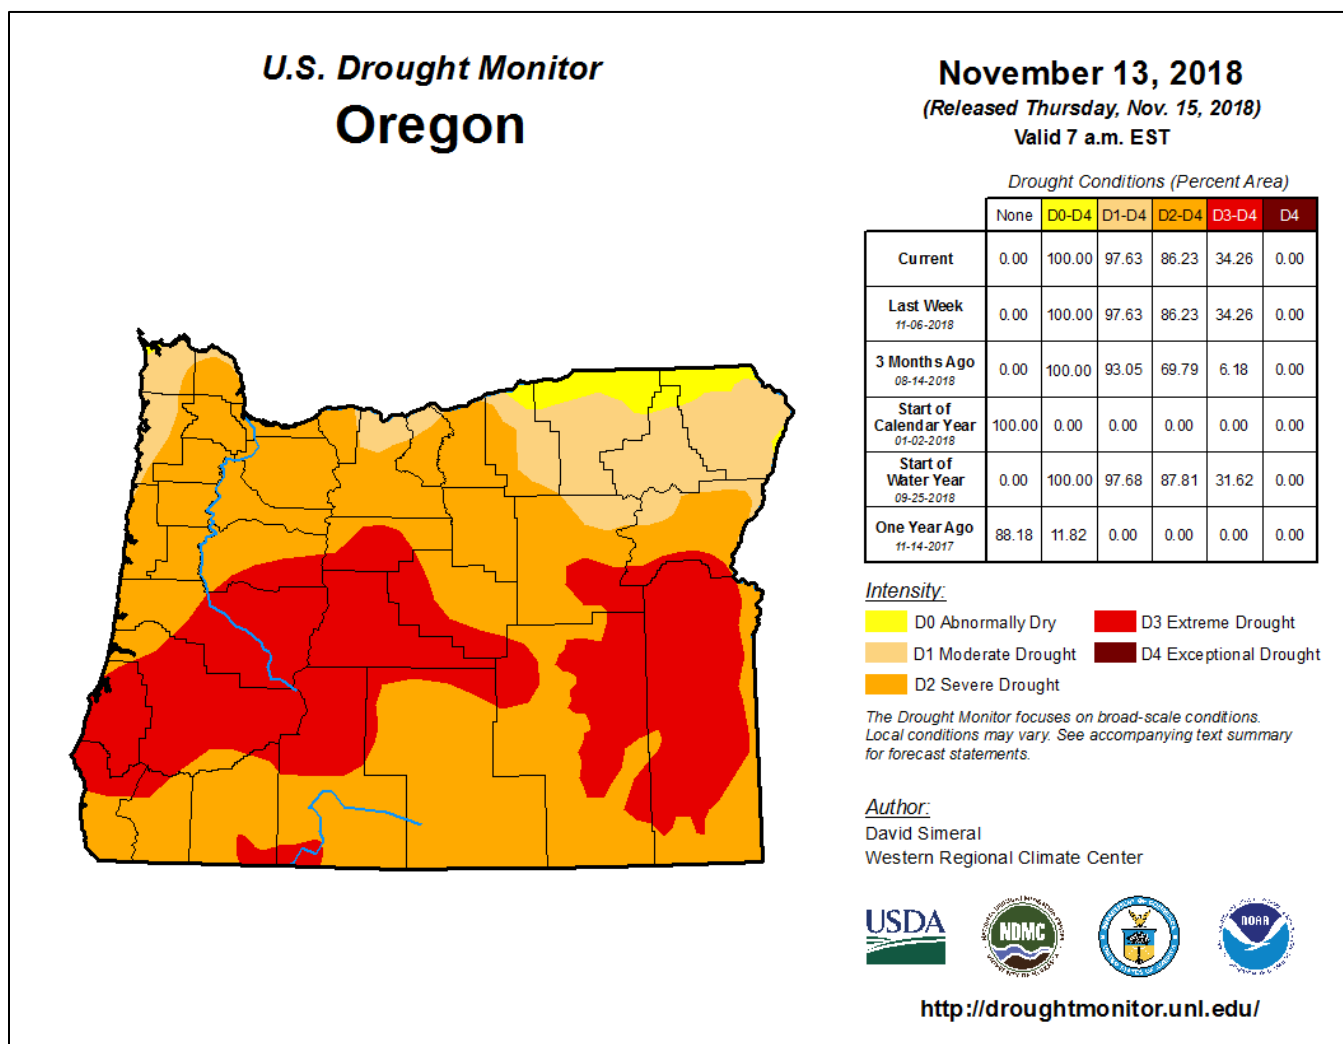 U.S. Drought Monitor
Oregon
November 13, 2018
(Released Thursday, Nov. 15, 2018)
Valid 7 a.m. EST
Drought Conditions (Percent Area)
None D0-D4 D1-D4 D2-D4 D3-D4 D4
Current 0.00 100.00 97.63 86.23 34.26 0.00
Last Week
11-06-2018
0.00 100.00 97.63 86.23 34.26 0.00
3 Months Ago
08-14-2018
0.00 100.00 93.05 69.79 6.18 0.00
Start of
Calendar Year
01-02-2018
100.00 0.00 0.00 0.00 0.00 0.00
Start of
Water Year
09-25-2018
0.00 100.00 97.68 87.81 31.62 0.00
One Year Ago
11-14-2017
88.18 11.82 0.00 0.00 0.00 0.00
Intensity:
D0 Abnormally Dry
D3 Extreme Drought
D1 Moderate Drought
D4 Exceptional Drought
D2 Severe Drought
The Drought Monitor focuses on broad-scale conditions.
Local conditions may vary. See accompanying text summary
for forecast statements.
Author:
David Simeral
Western Regional Climate Center
USDA
NDMC
NOAA
http://droughtmonitor.unl.edu/